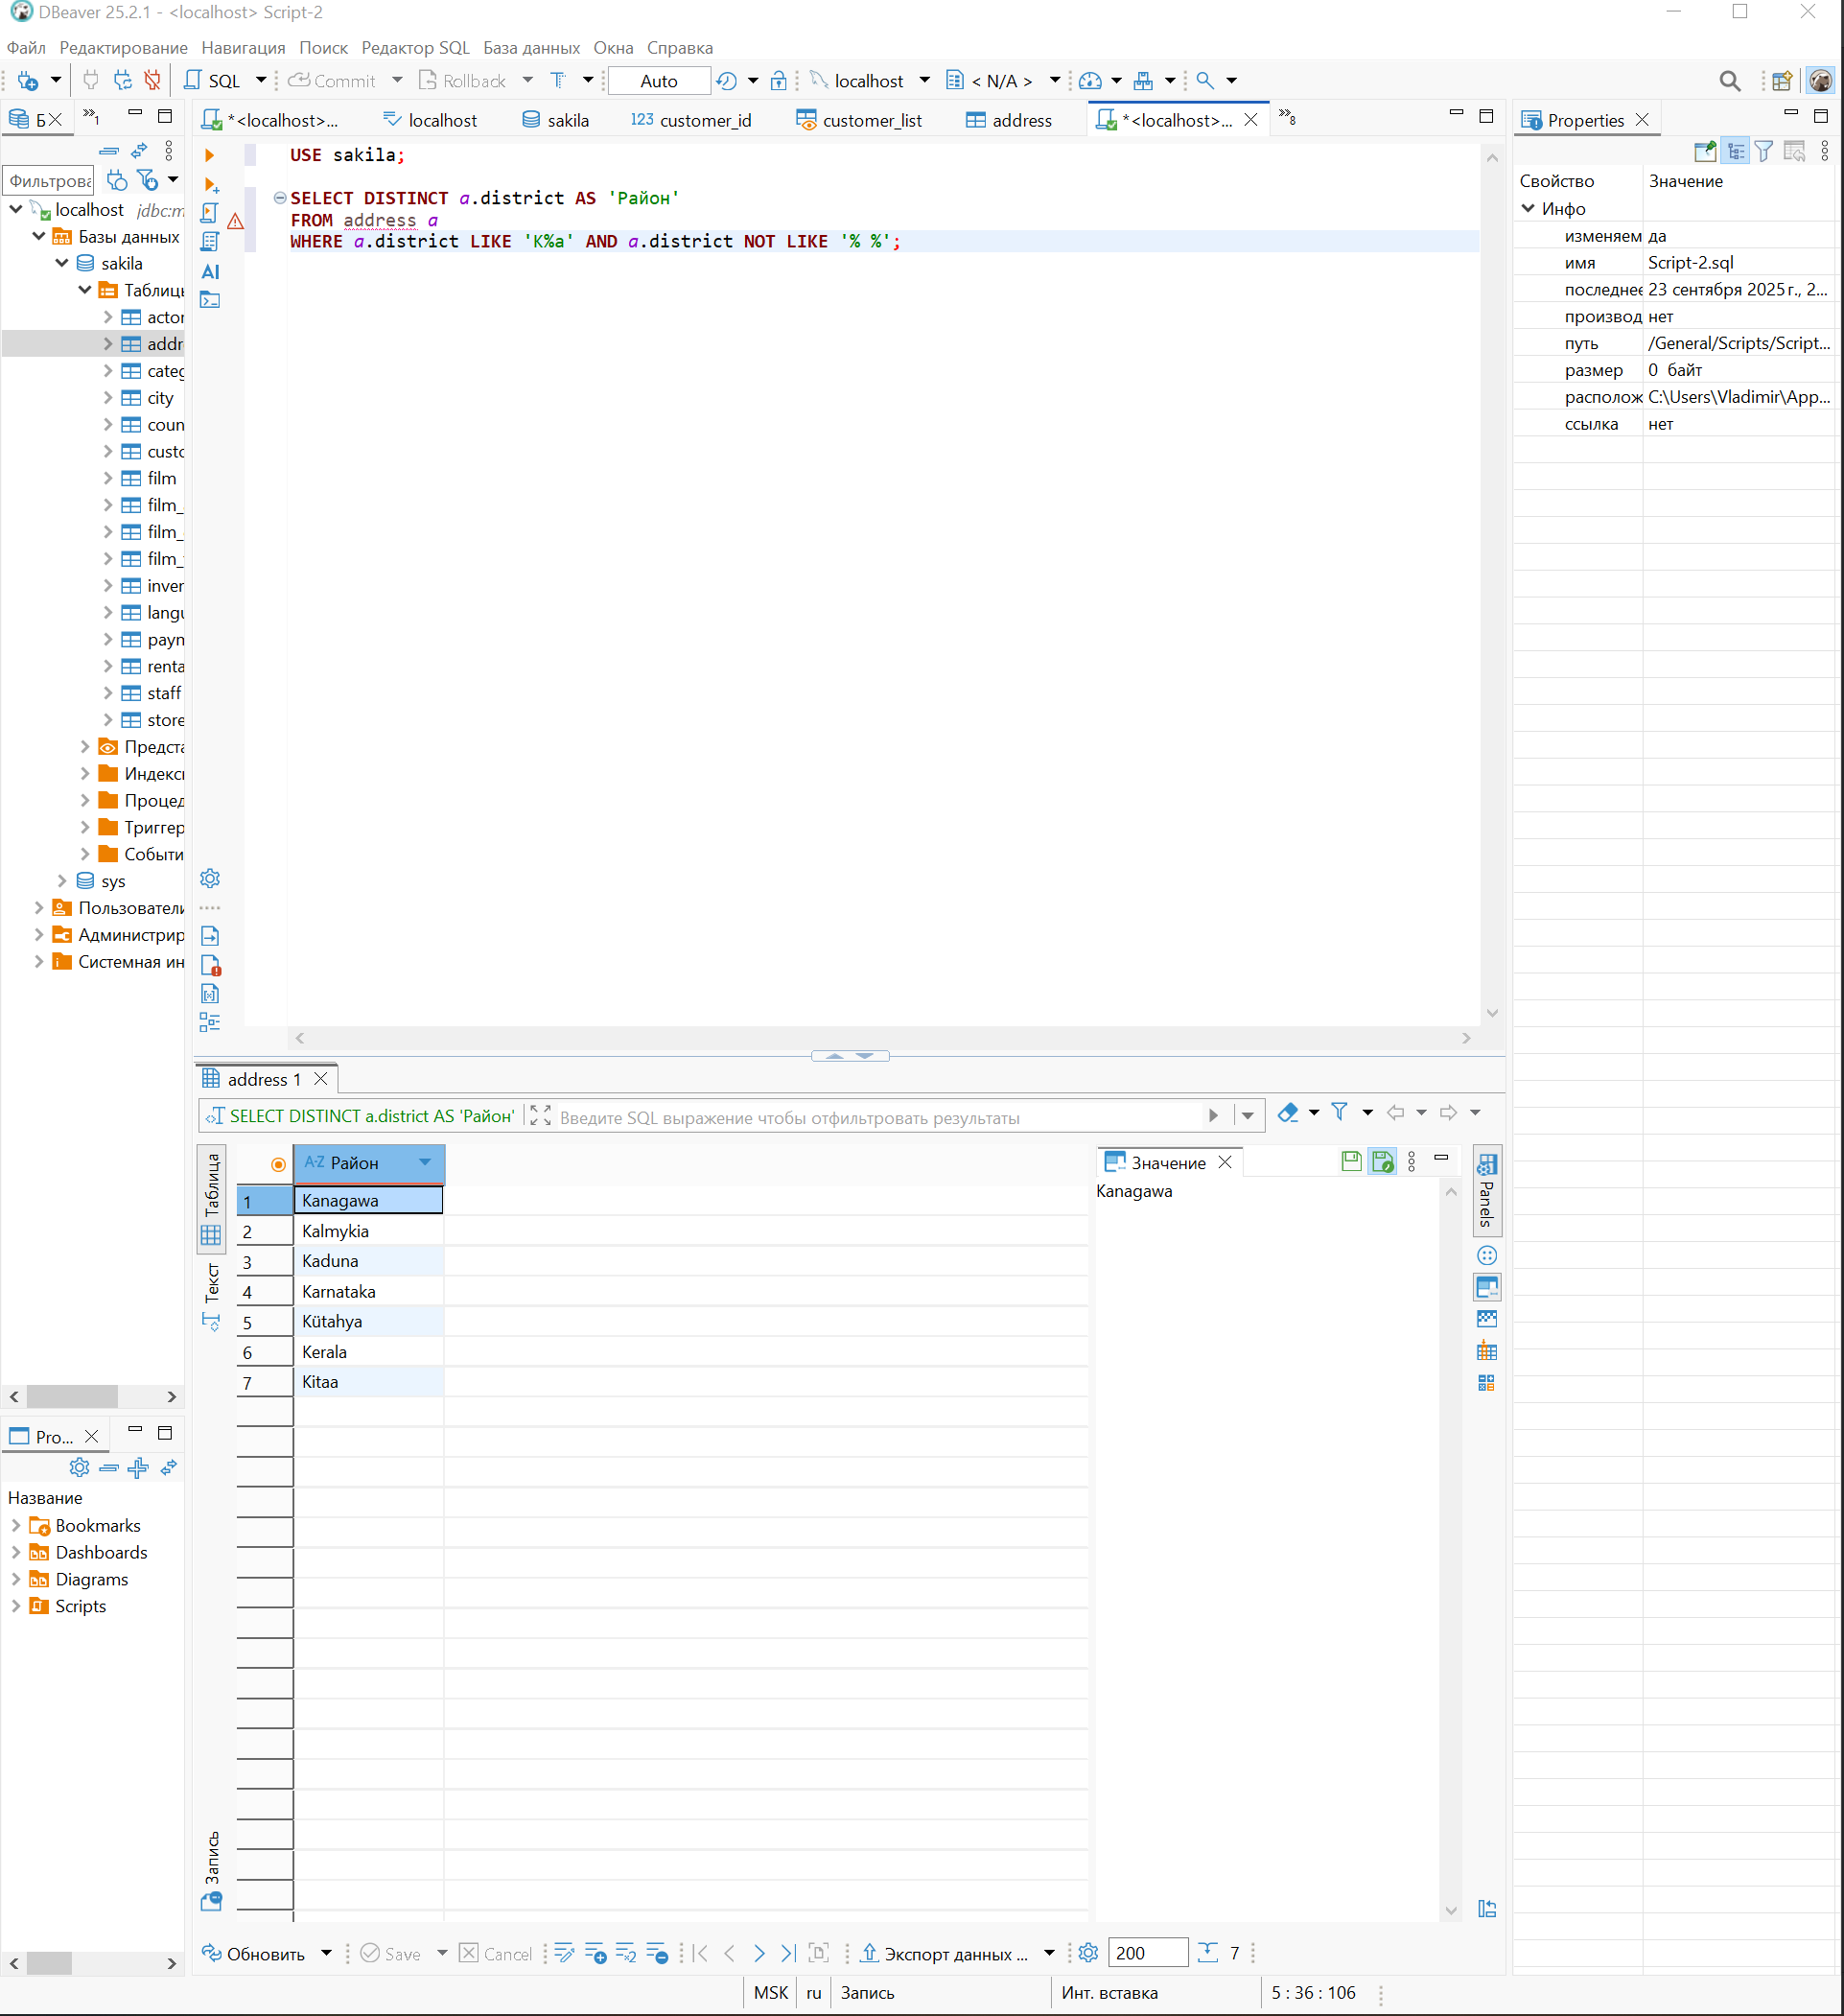 DBeaver 25.2.1 - <localhost> Script-2
Файл Редактирование Навигация Поиск Редактор SQL База данных Окна Справка
SQL Commit Rollback T Auto localhost < N/A >
Б »1
*<localhost>... localhost sakila 123 customer_id customer_list address *<localhost>... »8
Properties
Фильтрова
localhost jdbc:m
Базы данных
sakila
Таблицы
actor
addr
categ
city
coun
custo
film
film_
film_
film_
inver
langu
paym
renta
staff
store
Предста
Индексы
Процед
Триггер
Событи
sys
Пользователи
Администрир
Системная ин
USE sakila;
SELECT DISTINCT a.district AS 'Район'
FROM address a
WHERE a.district LIKE 'K%a' AND a.district NOT LIKE '% %';
AI
Свойство Значение
Инфо
изменяем да
имя Script-2.sql
последнее 23 сентября 2025 г., 2...
производ нет
путь /General/Scripts/Script...
размер 0 байт
располож C:\Users\Vladimir\App...
ссылка нет
Pro...
Название
Bookmarks
Dashboards
Diagrams
Scripts
address 1
SELECT DISTINCT a.district AS 'Район' Введите SQL выражение чтобы отфильтровать результаты
Таблица
Текст
Запись
A-Z Район
1 Kanagawa
2 Kalmykia
3 Kaduna
4 Karnataka
5 Kütahya
6 Kerala
7 Kitaa
Значение
Kanagawa
Panels
Обновить Save Cancel Экспорт данных ... 200 7
MSK ru Запись Инт. вставка 5 : 36 : 106